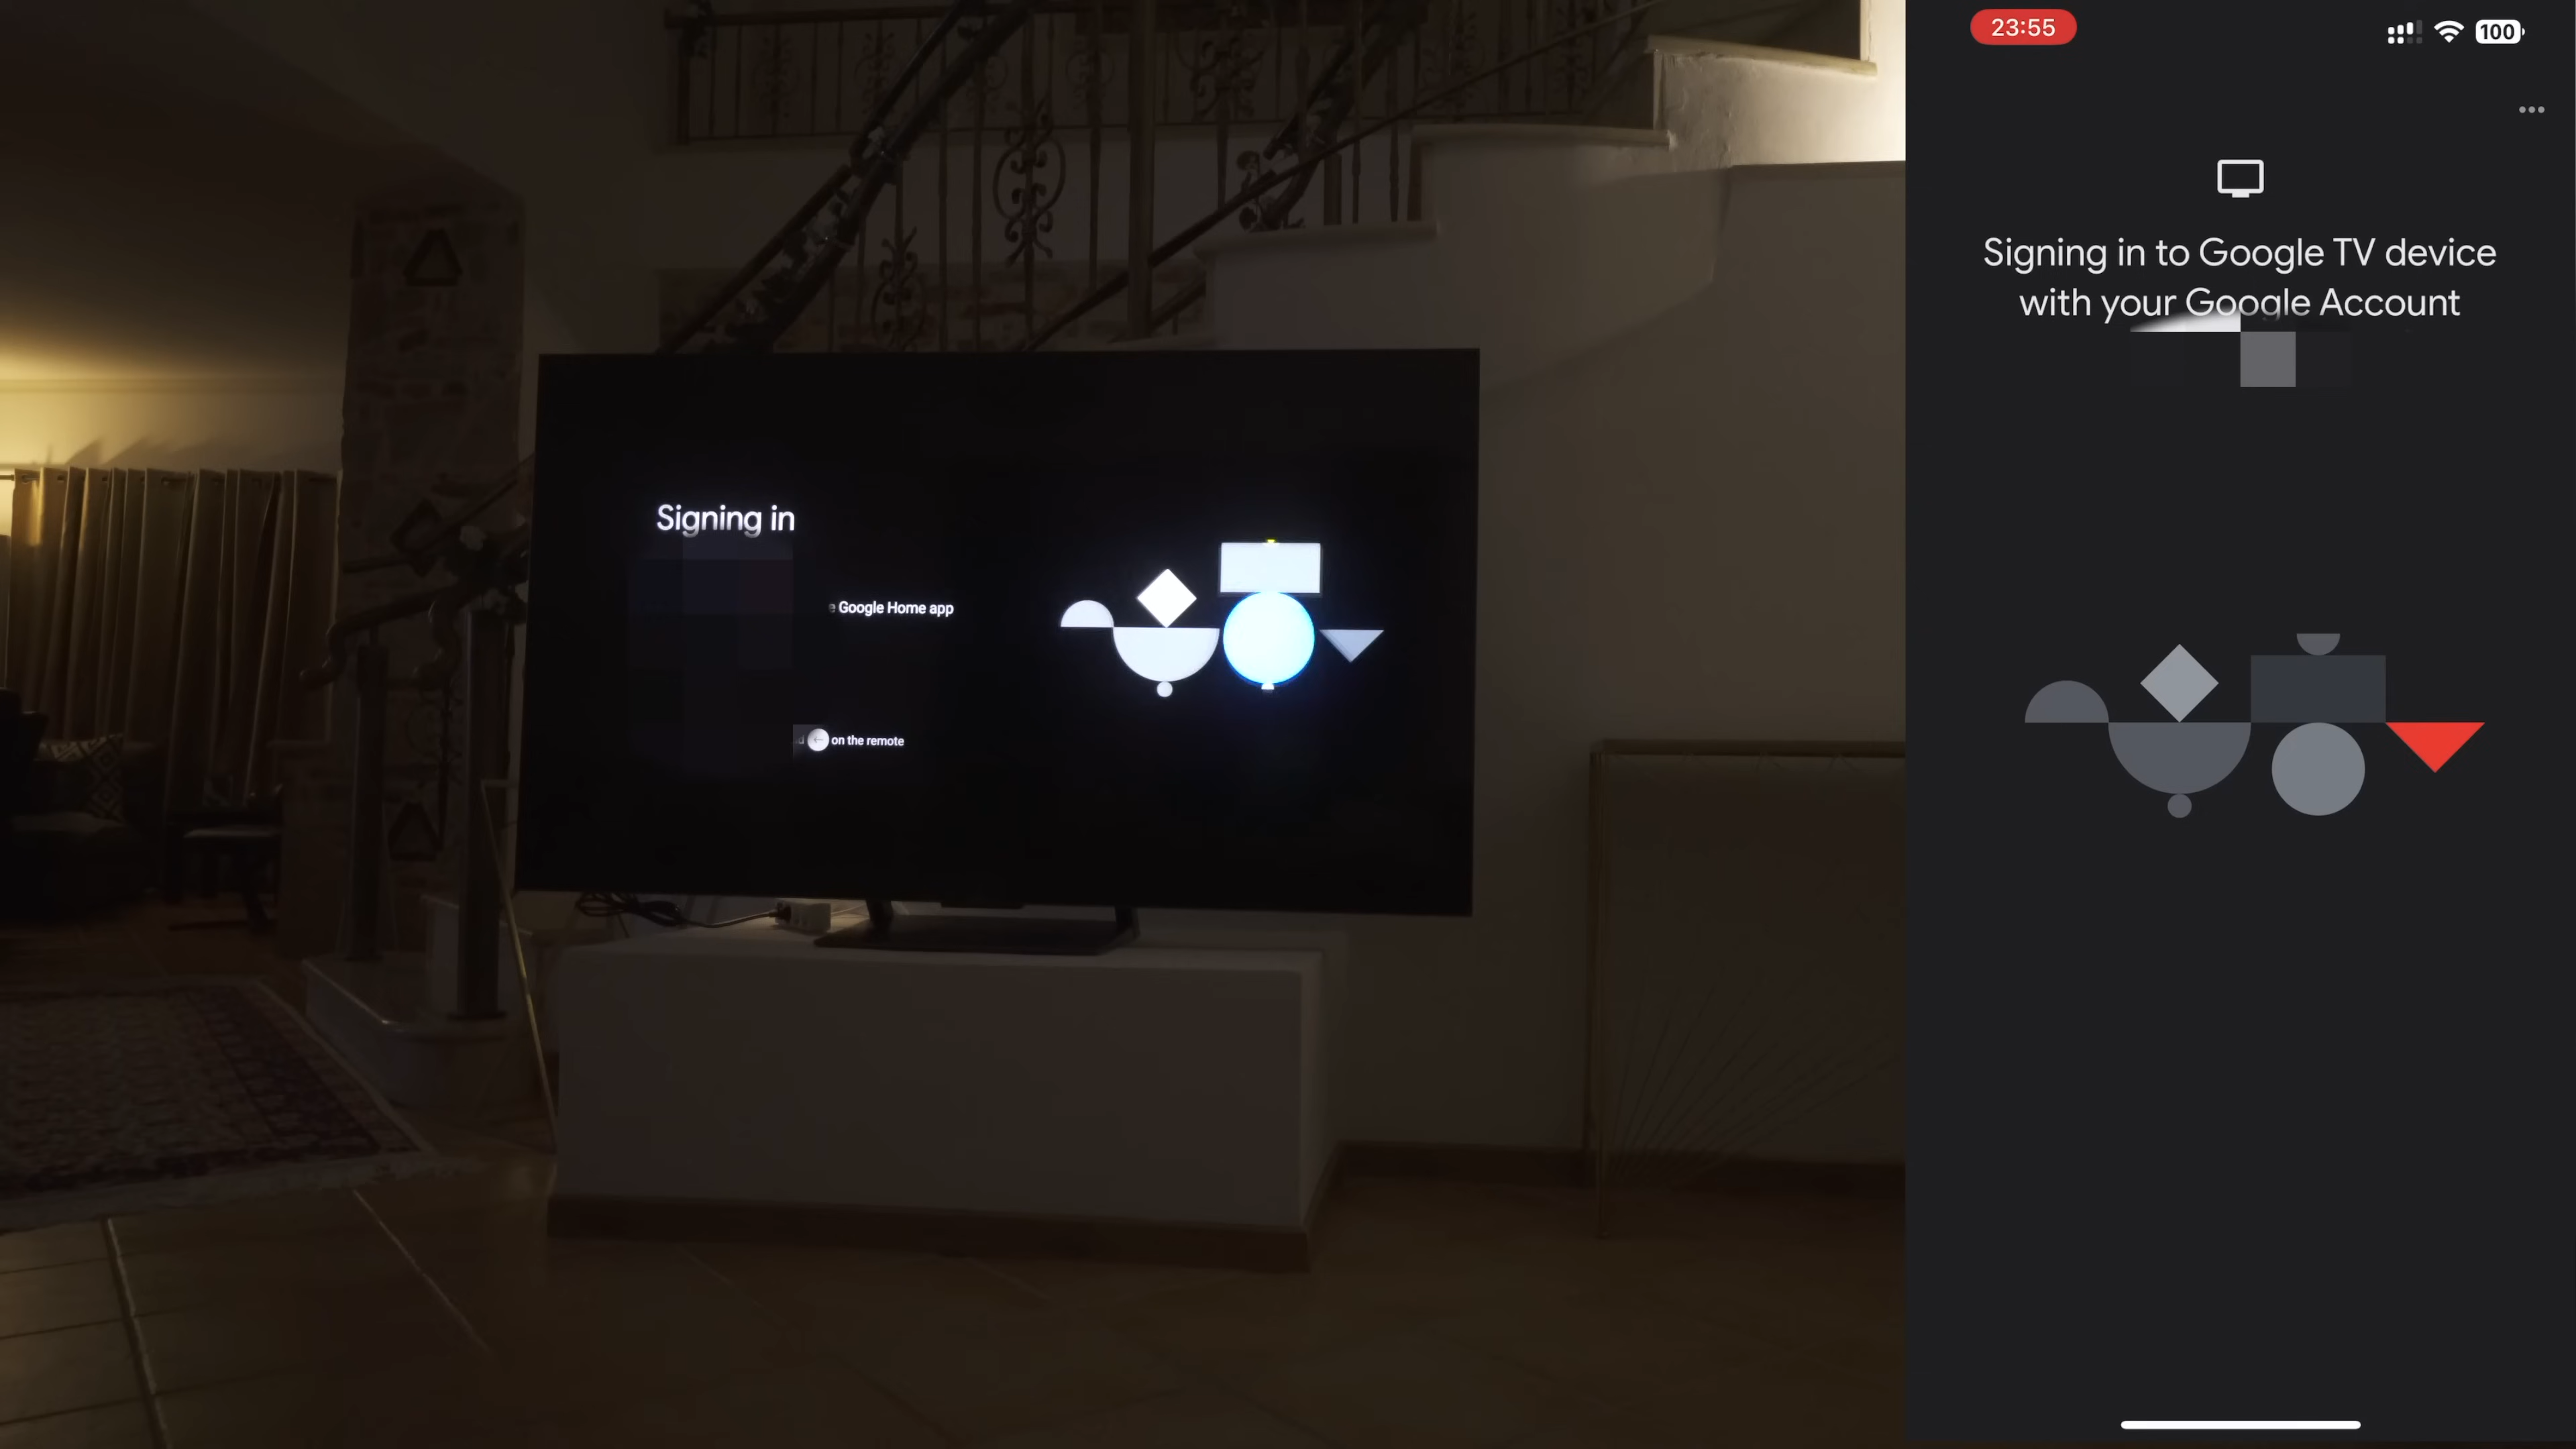 Signing in
Google Home app
on the remote
23:55
100
Signing in to Google TV device
with your Google Account